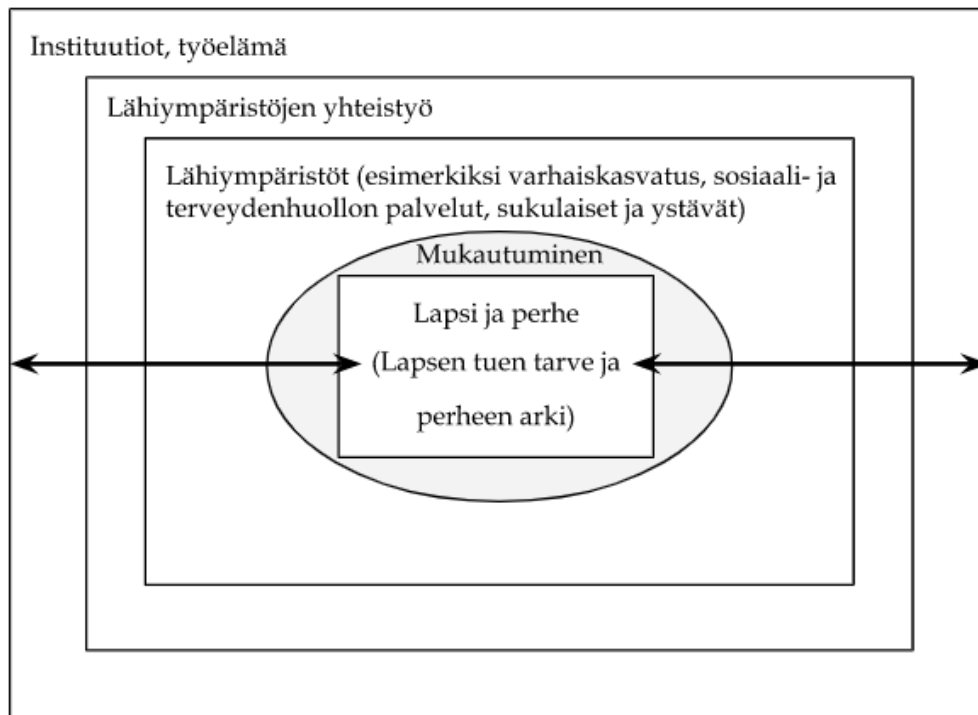 Instituutiot, työelämä
Lähiympäristöjen yhteistyö
Lähiympäristöt (esimerkiksi varhaiskasvatus, sosiaali- ja
terveydenhuollon palvelut, sukulaiset ja ystävät)
Mukautuminen
Lapsi ja perhe
(Lapsen tuen tarve ja
perheen arki)